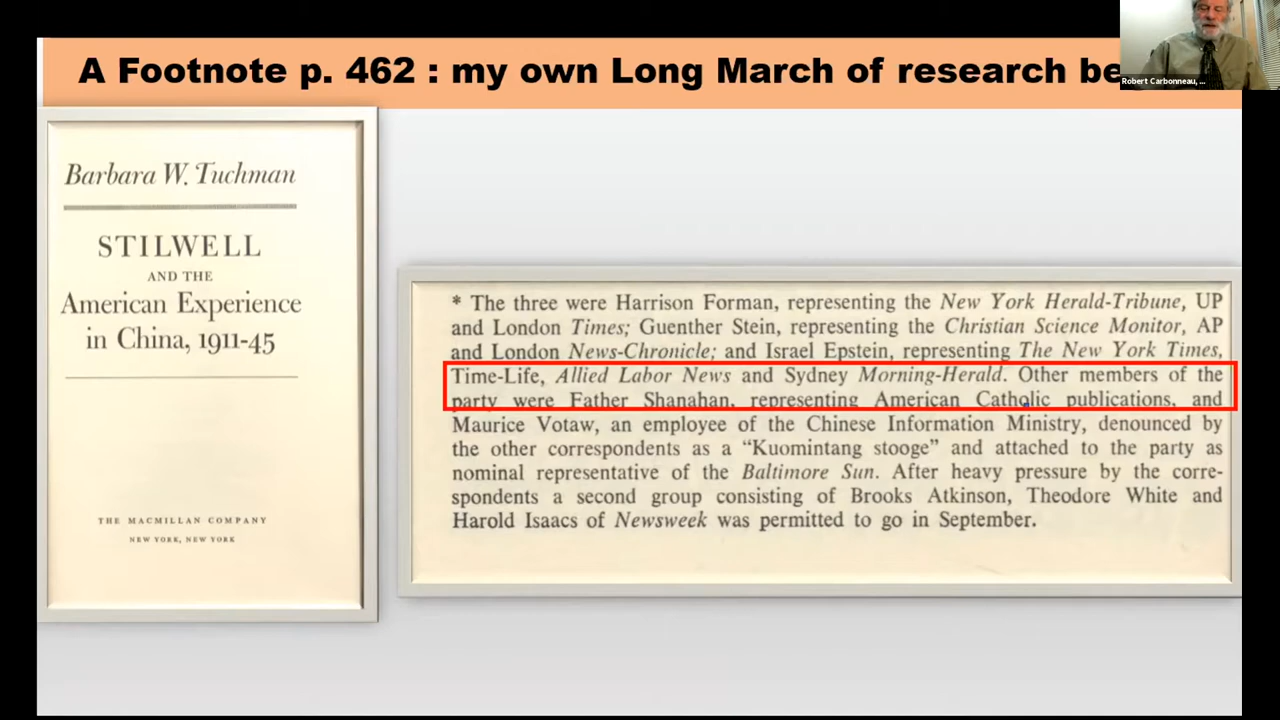 A Footnote p. 462 : my own Long March of research be
Robert Carbonneau, ...
Barbara W. Tuchman
STILWELL
AND THE
American Experience
in China, 1911-45
THE MACMILLAN COMPANY
NEW YORK, NEW YORK
* The three were Harrison Forman, representing the New York Herald-Tribune, UP
and London Times; Guenther Stein, representing the Christian Science Monitor, AP
and London News-Chronicle; and Israel Epstein, representing The New York Times,
Time-Life, Allied Labor News and Sydney Morning-Herald. Other members of the
party were Father Shanahan, representing American Catholic publications, and
Maurice Votaw, an employee of the Chinese Information Ministry, denounced by
the other correspondents as a “Kuomintang stooge” and attached to the party as
nominal representative of the Baltimore Sun. After heavy pressure by the corre-
spondents a second group consisting of Brooks Atkinson, Theodore White and
Harold Isaacs of Newsweek was permitted to go in September.